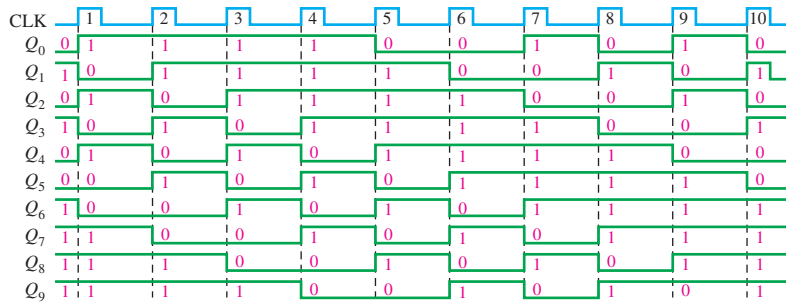 CLK 1 2 3 4 5 6 7 8 9 10
Q₀ 0 1 1 1 1 0 0 1 0 1 0
Q₁ 1 0 1 1 1 1 0 0 1 0 1
Q₂ 0 1 0 1 1 1 1 0 0 1 0
Q₃ 1 0 1 0 1 1 1 1 0 0 1
Q₄ 0 1 0 1 0 1 1 1 1 0 0
Q₅ 0 0 1 0 1 0 1 1 1 1 0
Q₆ 1 0 0 1 0 1 0 1 1 1 1
Q₇ 1 1 0 0 1 0 1 0 1 1 1
Q₈ 1 1 1 0 0 1 0 1 0 1 1
Q₉ 1 1 1 1 0 0 1 0 1 0 1